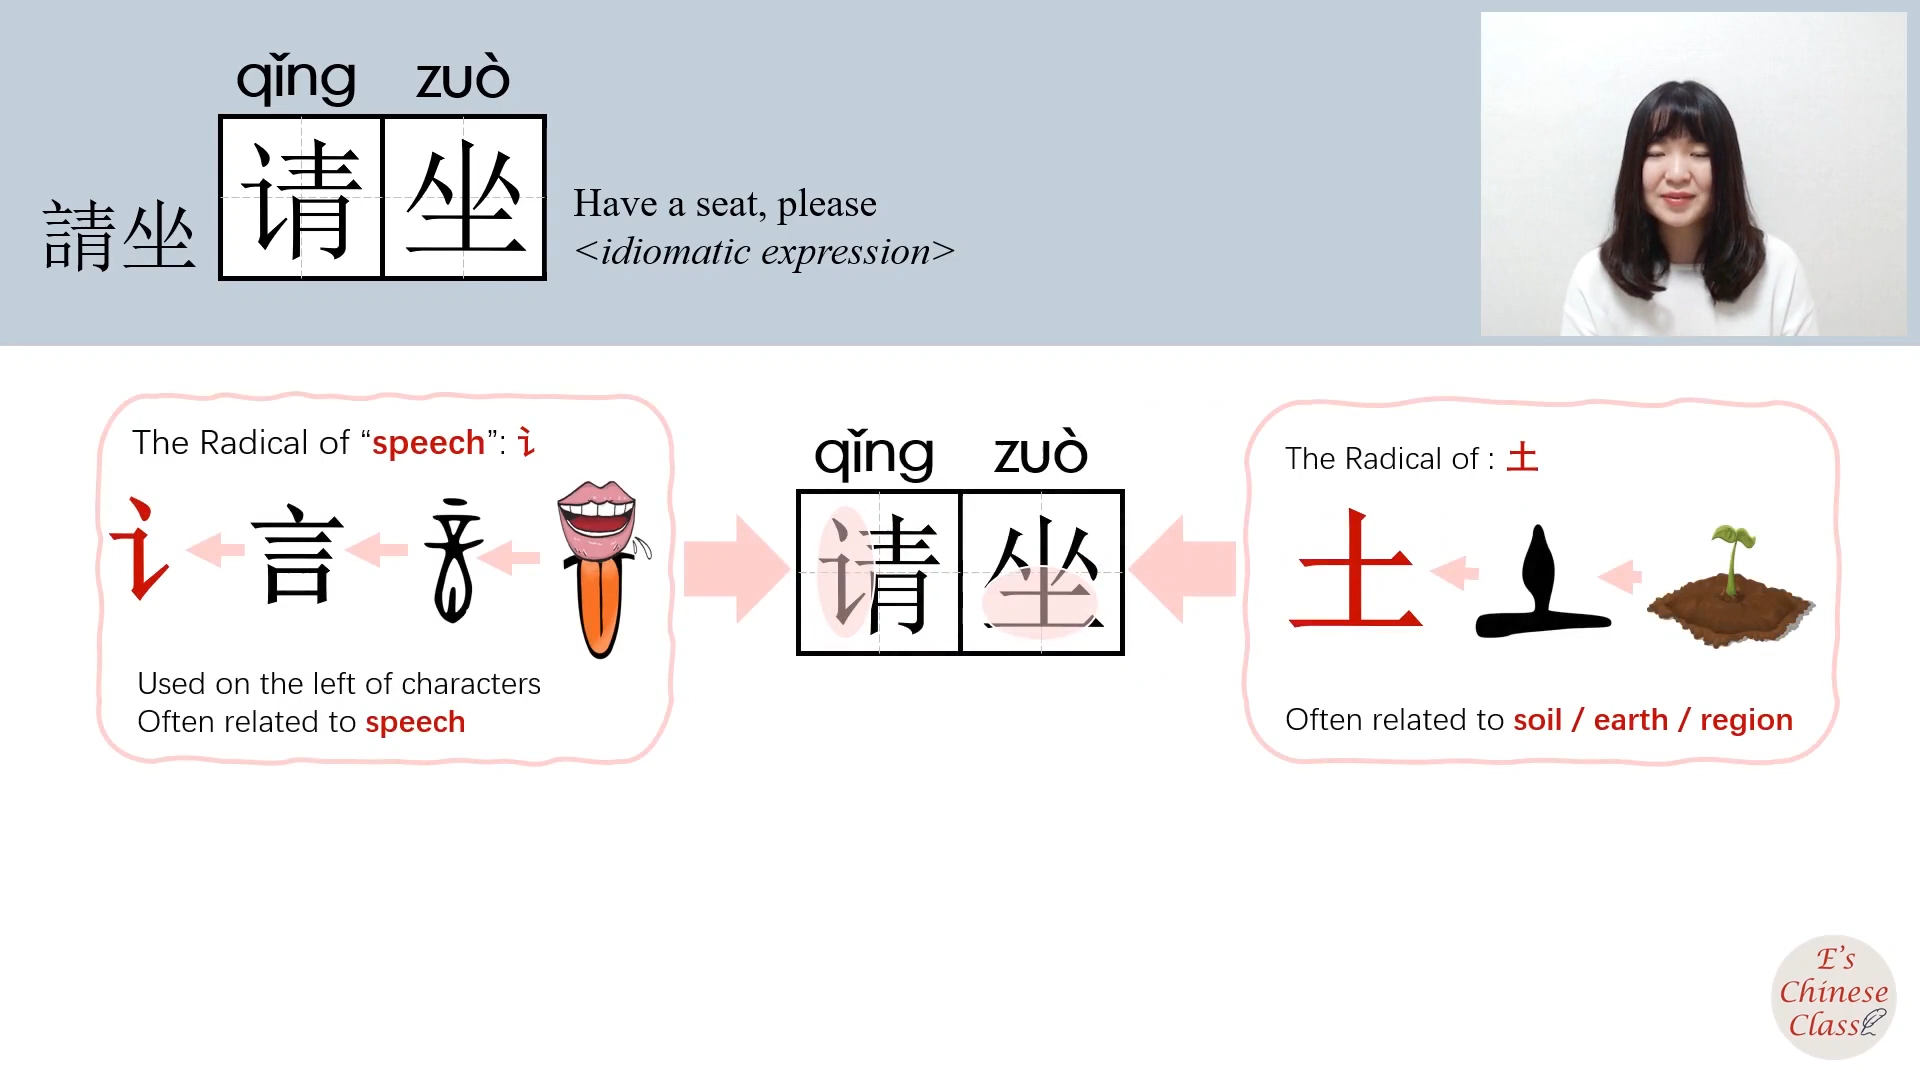 qǐng zuò
請坐
请坐
Have a seat, please
<idiomatic expression>
The Radical of “speech”: 讠
讠 言
Used on the left of characters
Often related to speech
qǐng zuò
请坐
The Radical of : 土
土
Often related to soil / earth / region
E's
Chinese
Class